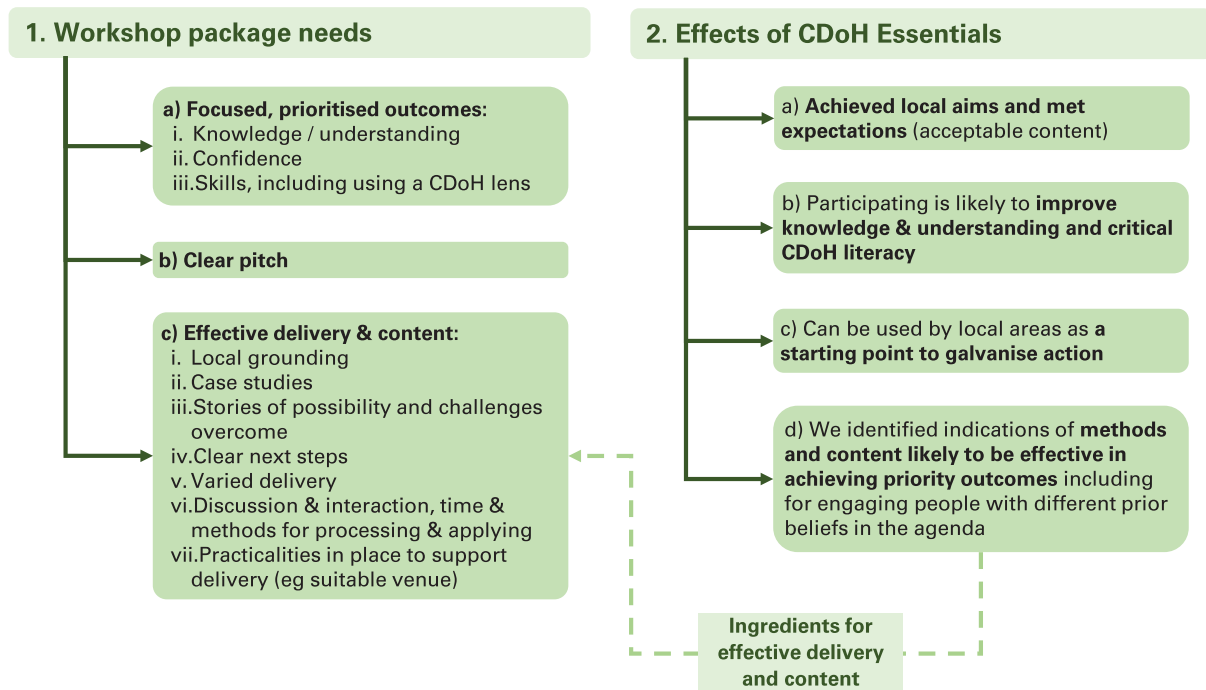 1. Workshop package needs
a) Focused, prioritised outcomes:
i. Knowledge / understanding
ii. Confidence
iii.Skills, including using a CDoH lens
b) Clear pitch
c) Effective delivery & content:
i. Local grounding
ii. Case studies
iii.Stories of possibility and challenges
overcome
iv.Clear next steps
v. Varied delivery
vi.Discussion & interaction, time &
methods for processing & applying
vii.Practicalities in place to support
delivery (eg suitable venue)
2. Effects of CDoH Essentials
a) Achieved local aims and met
expectations (acceptable content)
b) Participating is likely to improve
knowledge & understanding and critical
CDoH literacy
c) Can be used by local areas as a
starting point to galvanise action
d) We identified indications of methods
and content likely to be effective in
achieving priority outcomes including
for engaging people with different prior
beliefs in the agenda
Ingredients for
effective delivery
and content